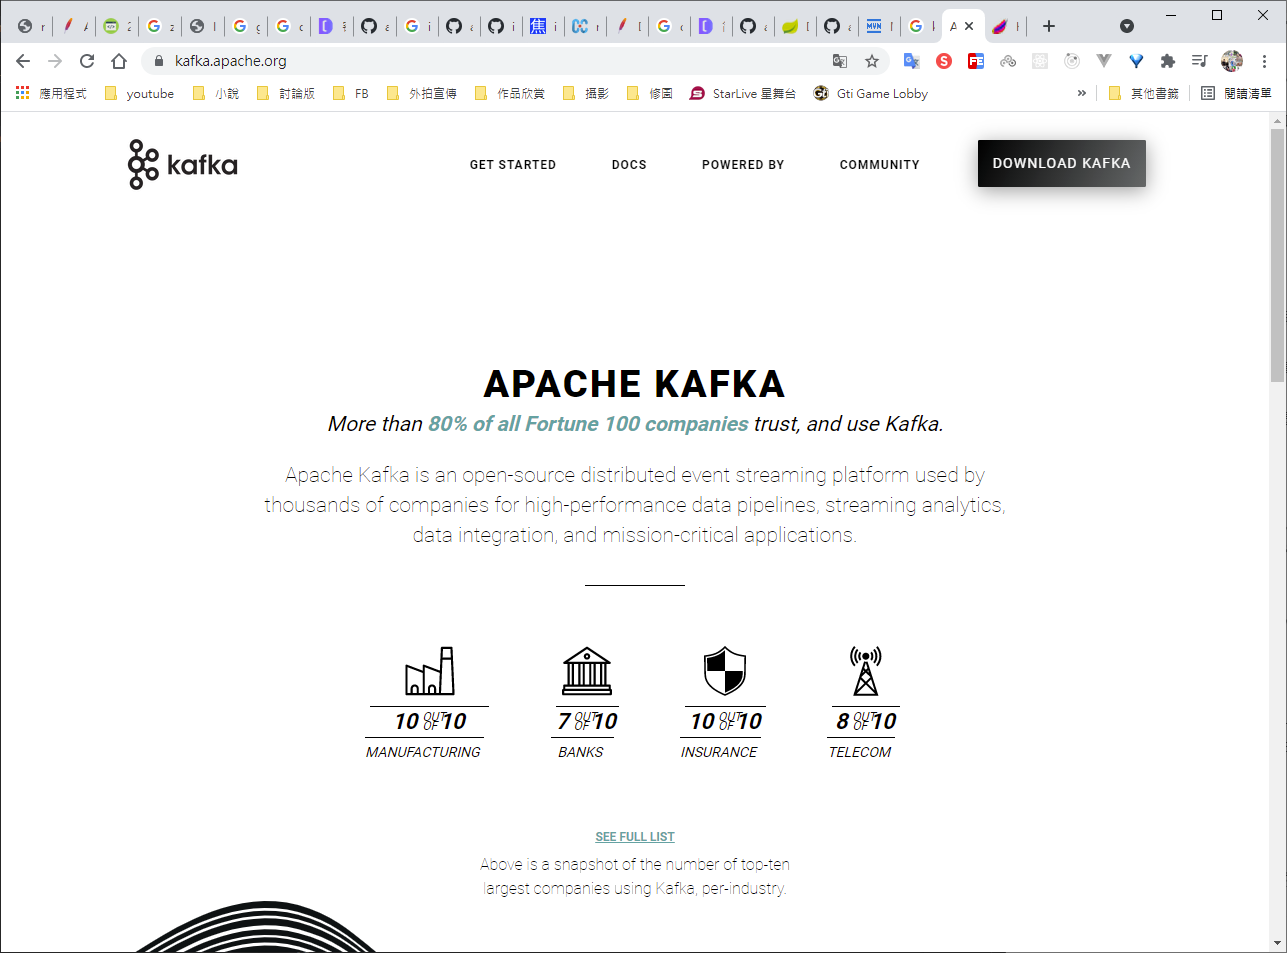 kafka.apache.org
應用程式 youtube 小說 討論版 FB 外拍宣傳 作品欣賞 攝影 修圖 StarLive 星舞台 Gti Game Lobby » 其他書籤 閱讀清單
kafka GET STARTED DOCS POWERED BY COMMUNITY DOWNLOAD KAFKA
APACHE KAFKA
More than 80% of all Fortune 100 companies trust, and use Kafka.
Apache Kafka is an open-source distributed event streaming platform used by
thousands of companies for high-performance data pipelines, streaming analytics,
data integration, and mission-critical applications.
10 OUT OF 10 7 OUT OF 10 10 OUT OF 10 8 OUT OF 10
MANUFACTURING BANKS INSURANCE TELECOM
SEE FULL LIST
Above is a snapshot of the number of top-ten
largest companies using Kafka, per-industry.